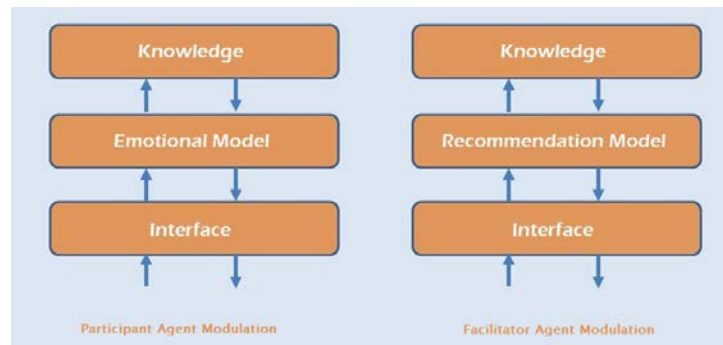 Knowledge
Emotional Model
Interface
Participant Agent Modulation
Knowledge
Recommendation Model
Interface
Facilitator Agent Modulation